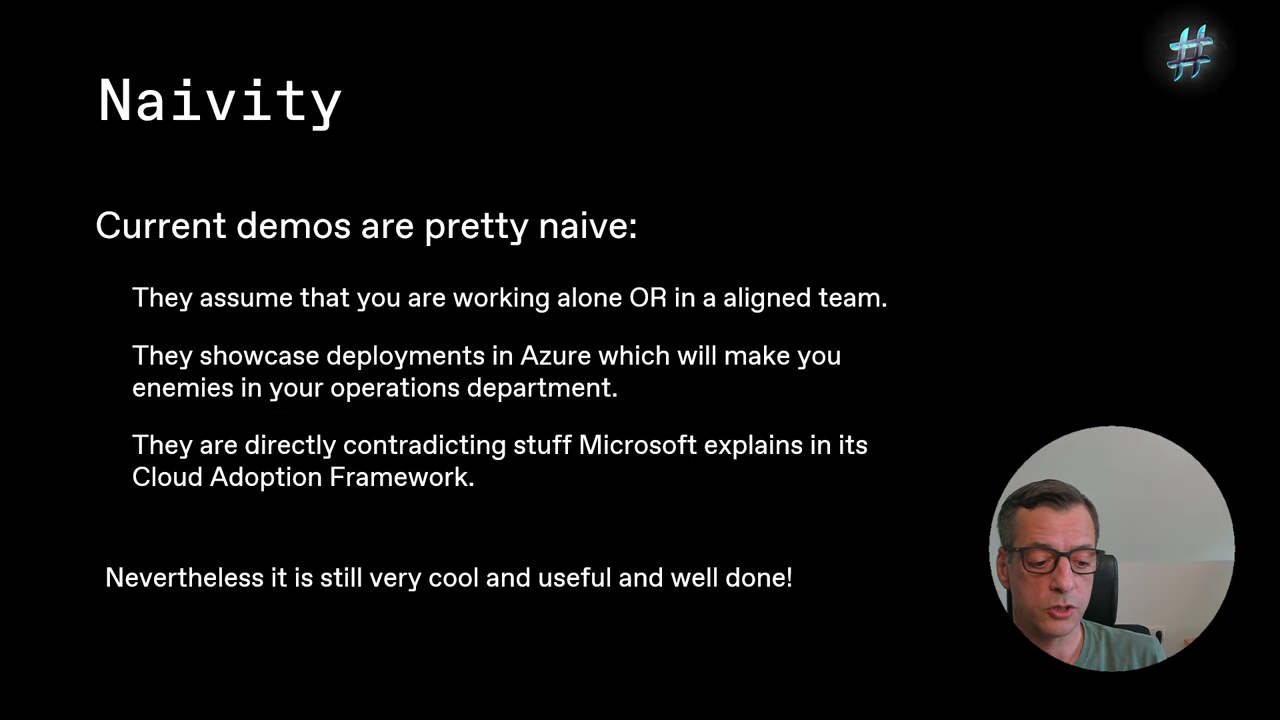 #
Naivity
Current demos are pretty naive:
They assume that you are working alone OR in a aligned team.
They showcase deployments in Azure which will make you
enemies in your operations department.
They are directly contradicting stuff Microsoft explains in its
Cloud Adoption Framework.
Nevertheless it is still very cool and useful and well done!